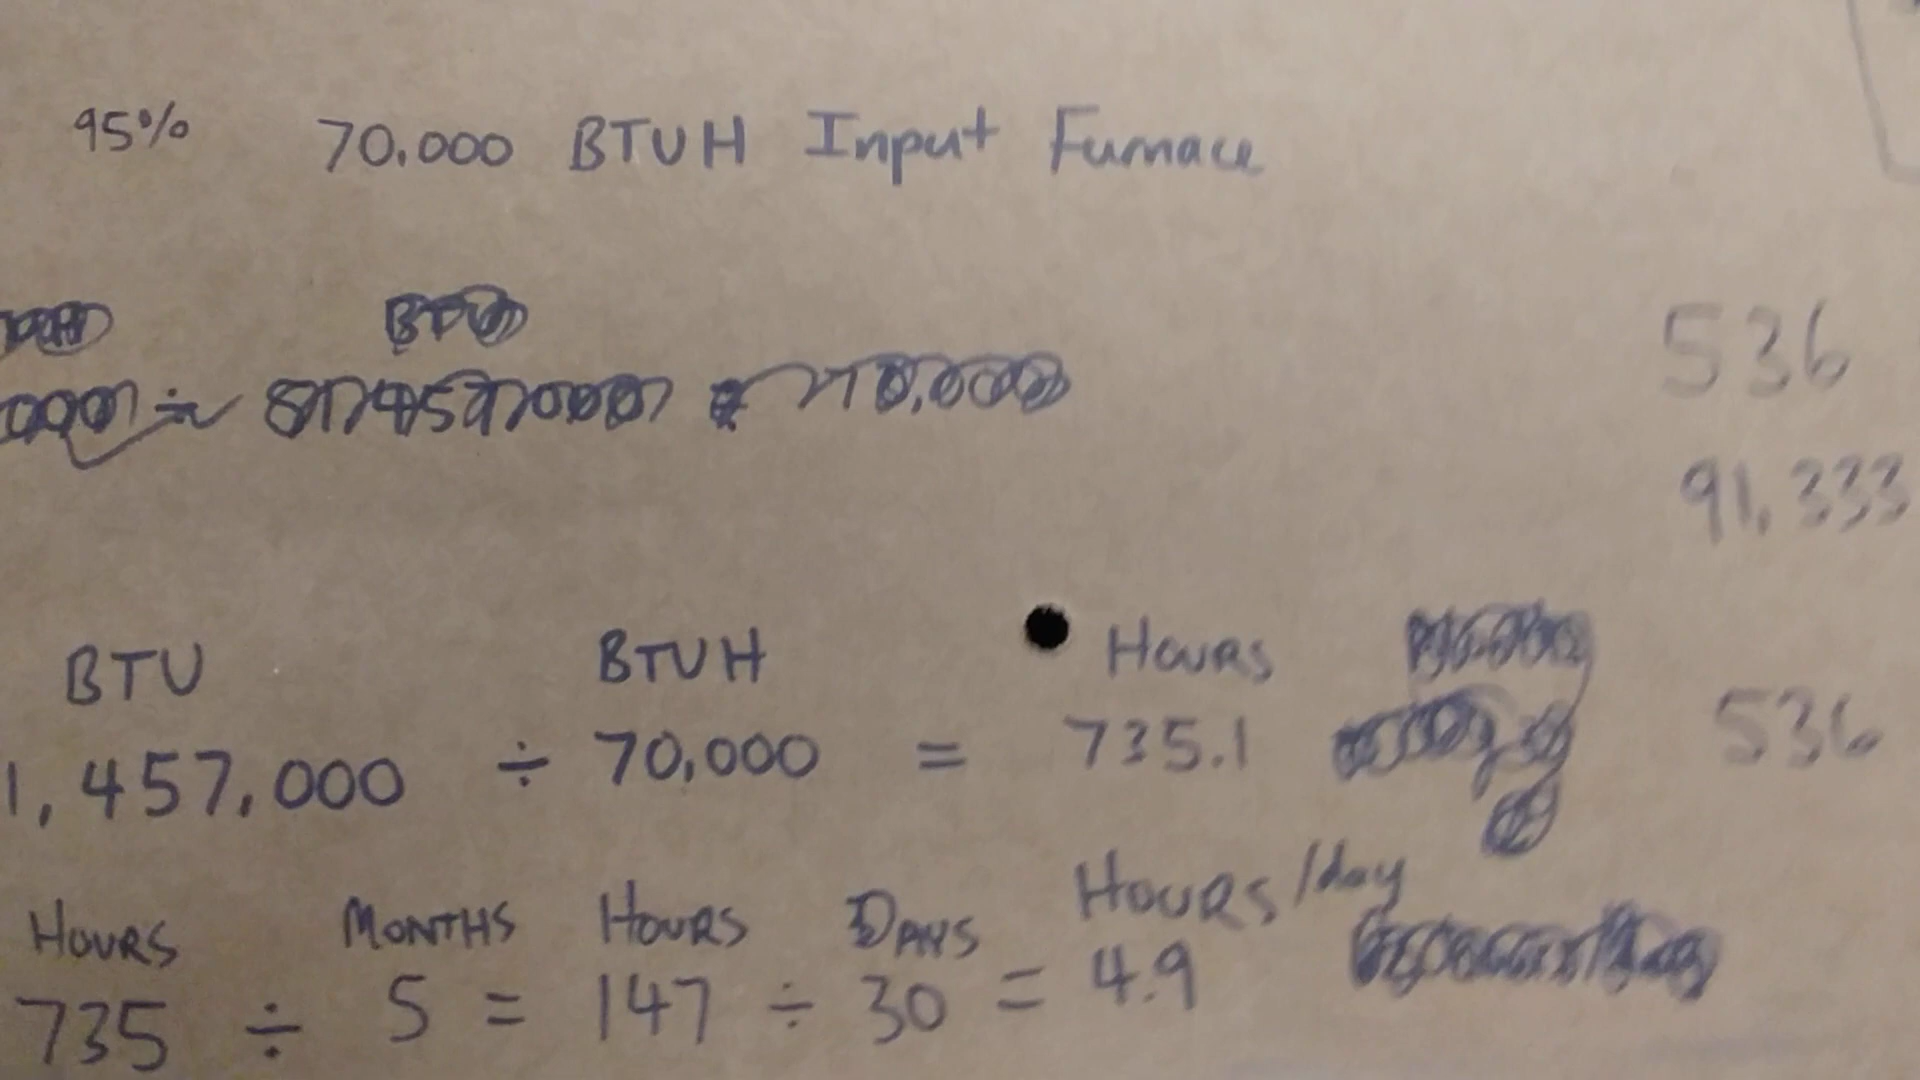 95% 70,000 BTUH Input Furnace
536
91,333
BTU BTUH Hours
1,457,000 ÷ 70,000 = 735.1 536
Hours Months Hours Days Hours/day
735 ÷ 5 = 147 ÷ 30 = 4.9